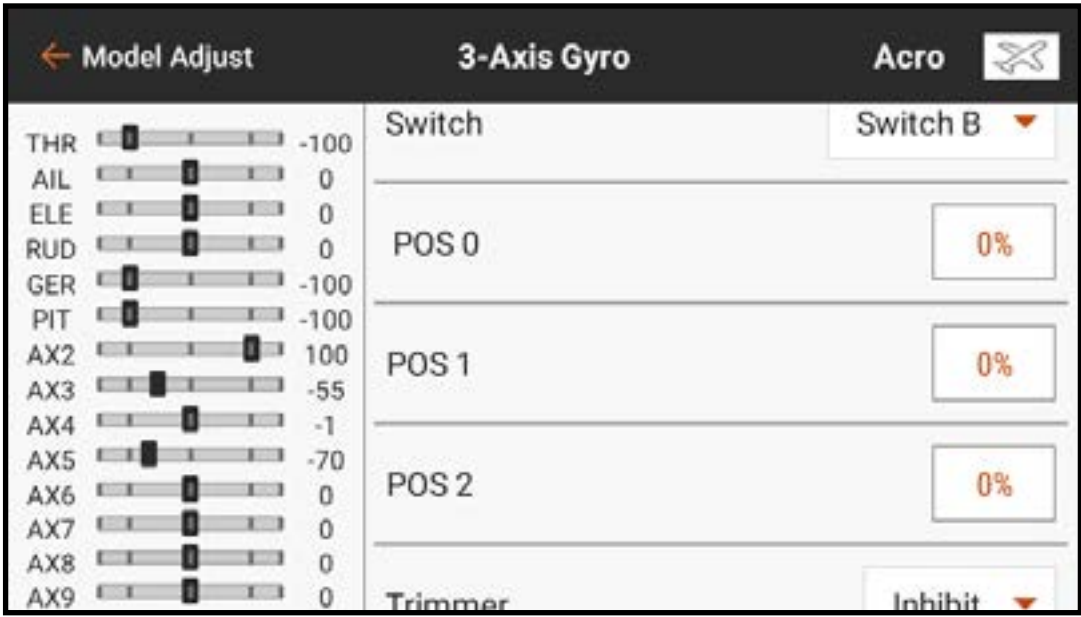 Model Adjust
3-Axis Gyro
Acro
THR -100
AIL 0
ELE 0
RUD 0
GER -100
PIT -100
AX2 100
AX3 -55
AX4 -1
AX5 -70
AX6 0
AX7 0
AX8 0
AX9 0
Switch Switch B
POS 0 0%
POS 1 0%
POS 2 0%
Trimmer Inhibit